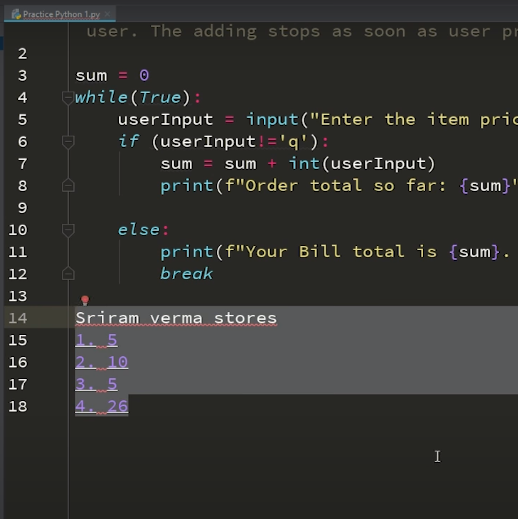 Practice Python 1.py
user. The adding stops as soon as user pr
2
3 sum = 0
4 while(True):
5 userInput = input("Enter the item pric
6 if (userInput!='q'):
7 sum = sum + int(userInput)
8 print(f"Order total so far: {sum}"
9
10 else:
11 print(f"Your Bill total is {sum}.
12 break
13
14 Sriram verma stores
15 1. 5
16 2. 10
17 3. 5
18 4. 26